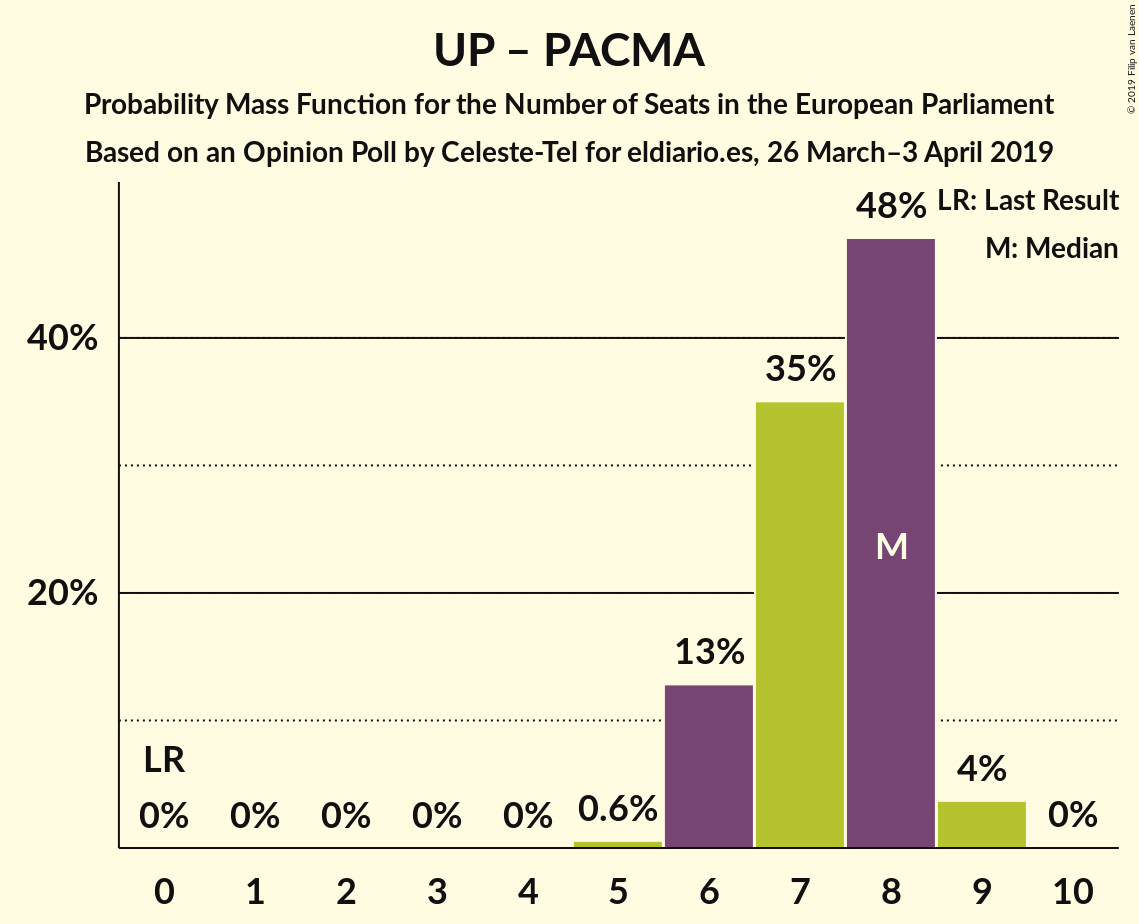 UP – PACMA
Probability Mass Function for the Number of Seats in the European Parliament
Based on an Opinion Poll by Celeste-Tel for eldiario.es, 26 March–3 April 2019
© 2019 Filip van Laenen
LR: Last Result
M: Median
40%
20%
LR
0%
0%
0%
0%
0%
0.6%
13%
35%
48%
M
4%
0%
0 1 2 3 4 5 6 7 8 9 10